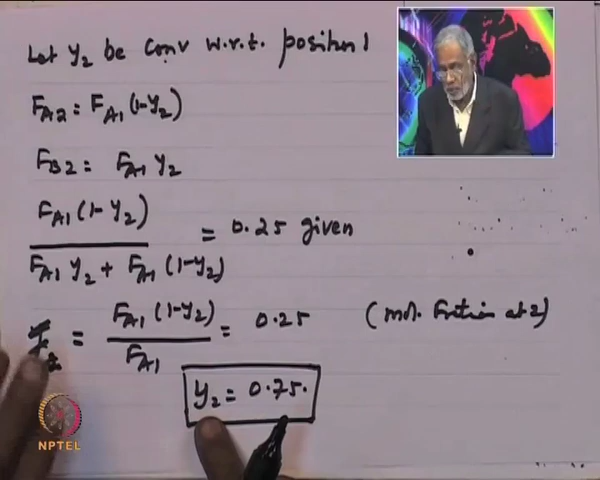 Let y2 be Conv w.r.t. position 1
FA2 = FA1 (1-y2)
FB2 = FA1 y2
FA1 (1-y2) / FA1 y2 + FA1 (1-y2) = 0.25 given
= FA1 (1-y2) / FA1 = 0.25 (mol. Fraction at 2)
y2 = 0.75.
NPTEL